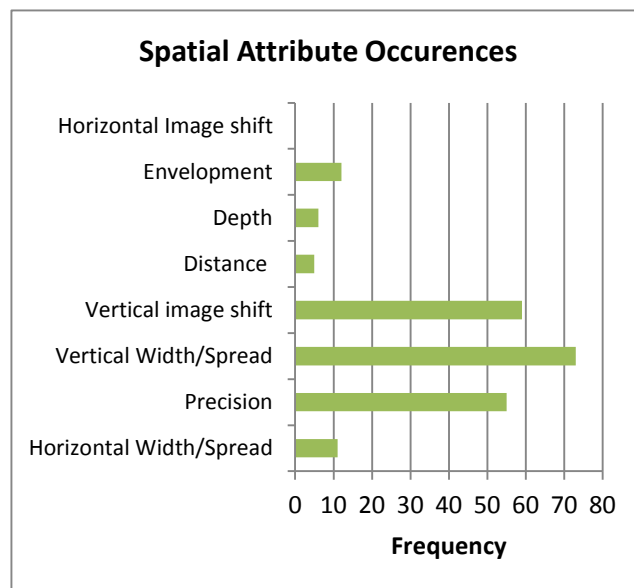 Spatial Attribute Occurences
Horizontal Image shift
Envelopment
Depth
Distance
Vertical image shift
Vertical Width/Spread
Precision
Horizontal Width/Spread
0 10 20 30 40 50 60 70 80
Frequency